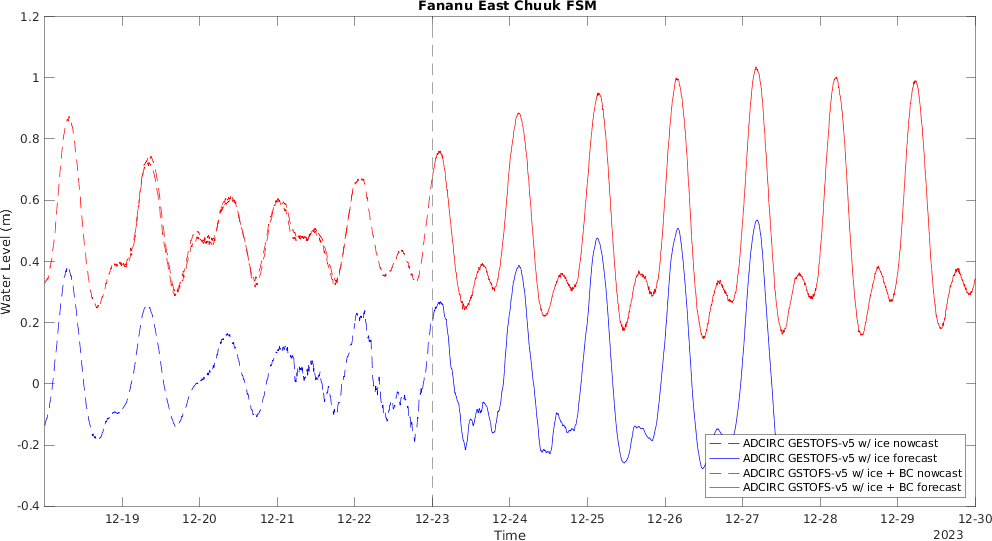 Fananu East Chuuk FSM
1.2
1
0.8
0.6
0.4
0.2
0
-0.2
-0.4
Water Level (m)
ADCIRC GESTOFS-v5 w/ ice nowcast
ADCIRC GESTOFS-v5 w/ ice forecast
ADCIRC GSTOFS-v5 w/ ice + BC nowcast
ADCIRC GSTOFS-v5 w/ ice + BC forecast
12-19 12-20 12-21 12-22 12-23 12-24 12-25 12-26 12-27 12-28 12-29 12-30
Time
2023